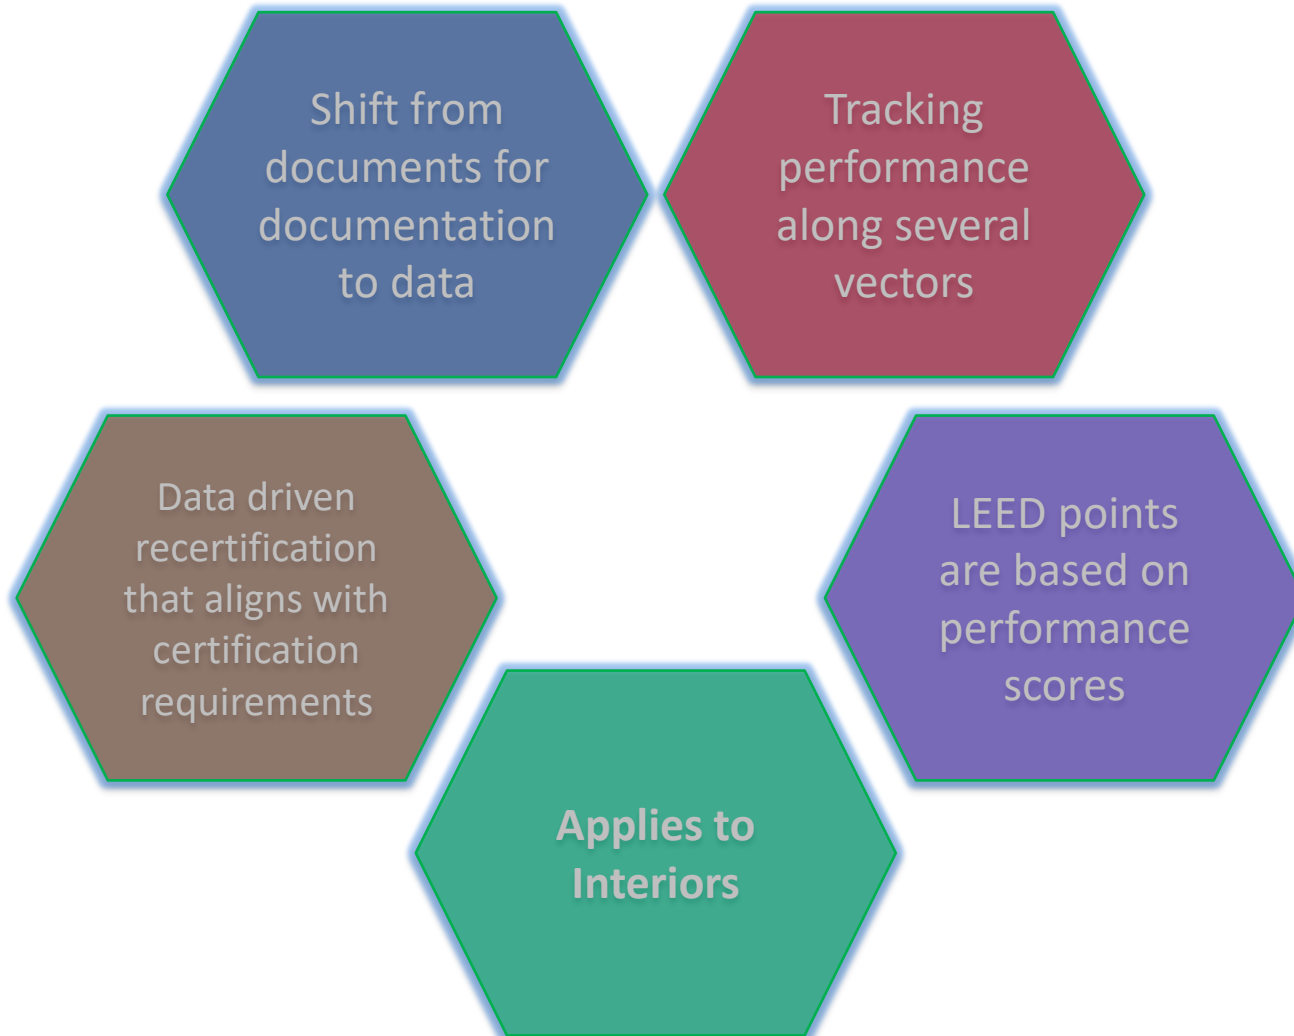 Shift from
documents for
documentation
to data
Tracking
performance
along several
vectors
Data driven
recertification
that aligns with
certification
requirements
LEED points
are based on
performance
scores
Applies to
Interiors